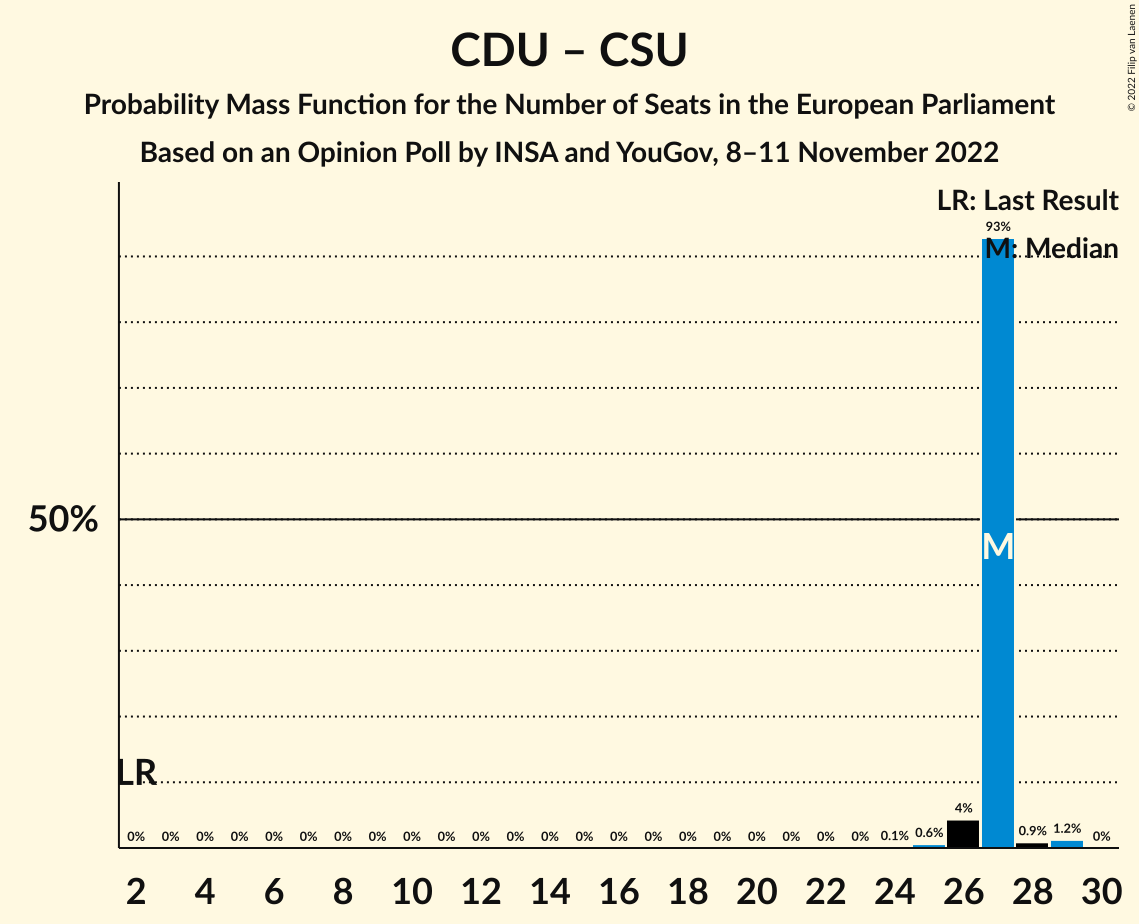 CDU – CSU
Probability Mass Function for the Number of Seats in the European Parliament
Based on an Opinion Poll by INSA and YouGov, 8–11 November 2022
© 2022 Filip van Laenen
LR: Last Result
93%
M: Median
50%
M
LR
4%
0% 0% 0% 0% 0% 0% 0% 0% 0% 0% 0% 0% 0% 0% 0% 0% 0% 0% 0% 0% 0% 0% 0.1% 0.6% 0.9% 1.2% 0%
2 4 6 8 10 12 14 16 18 20 22 24 26 28 30